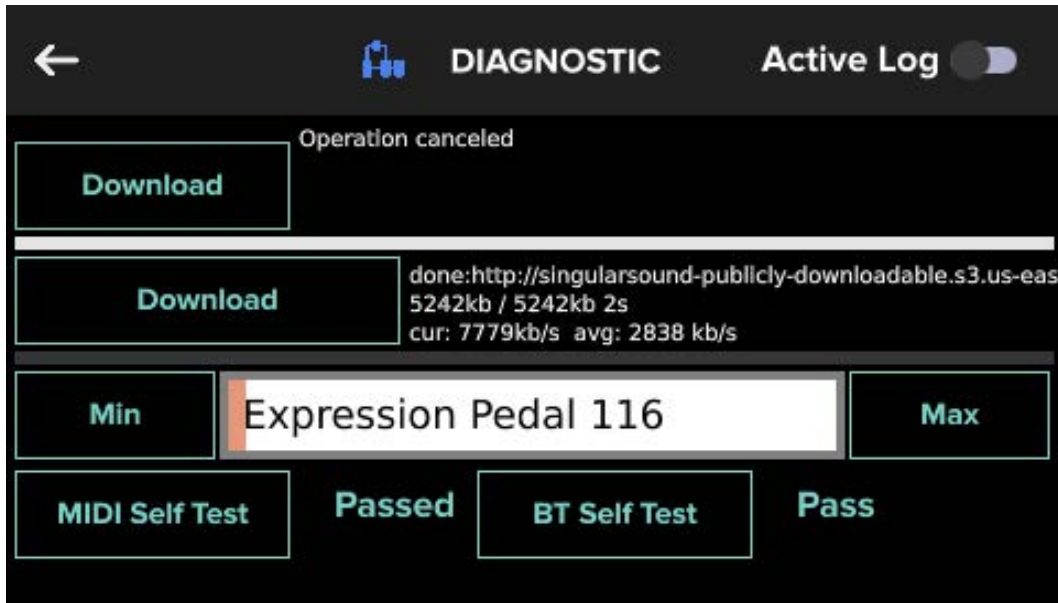 DIAGNOSTIC Active Log
Operation canceled
Download
Download
done:http://singularsound-publicly-downloadable.s3.us-eas
5242kb / 5242kb 2s
cur: 7779kb/s avg: 2838 kb/s
Min Expression Pedal 116 Max
MIDI Self Test Passed BT Self Test Pass